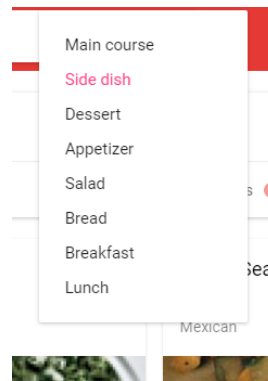 Main course
Side dish
Dessert
Appetizer
Salad
Bread
Breakfast
Lunch
Mexican